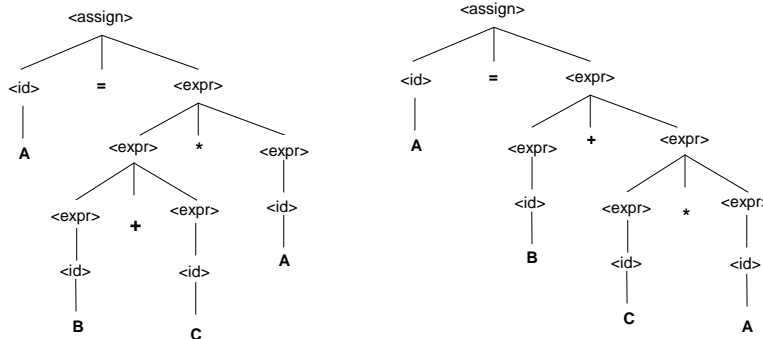 <assign>
<id> = <expr>
A <expr> * <expr>
<expr> + <expr> <id>
<id> <id> A
B C
<assign>
<id> = <expr>
A <expr> + <expr>
<id> <expr> * <expr>
B <id> <id>
C A